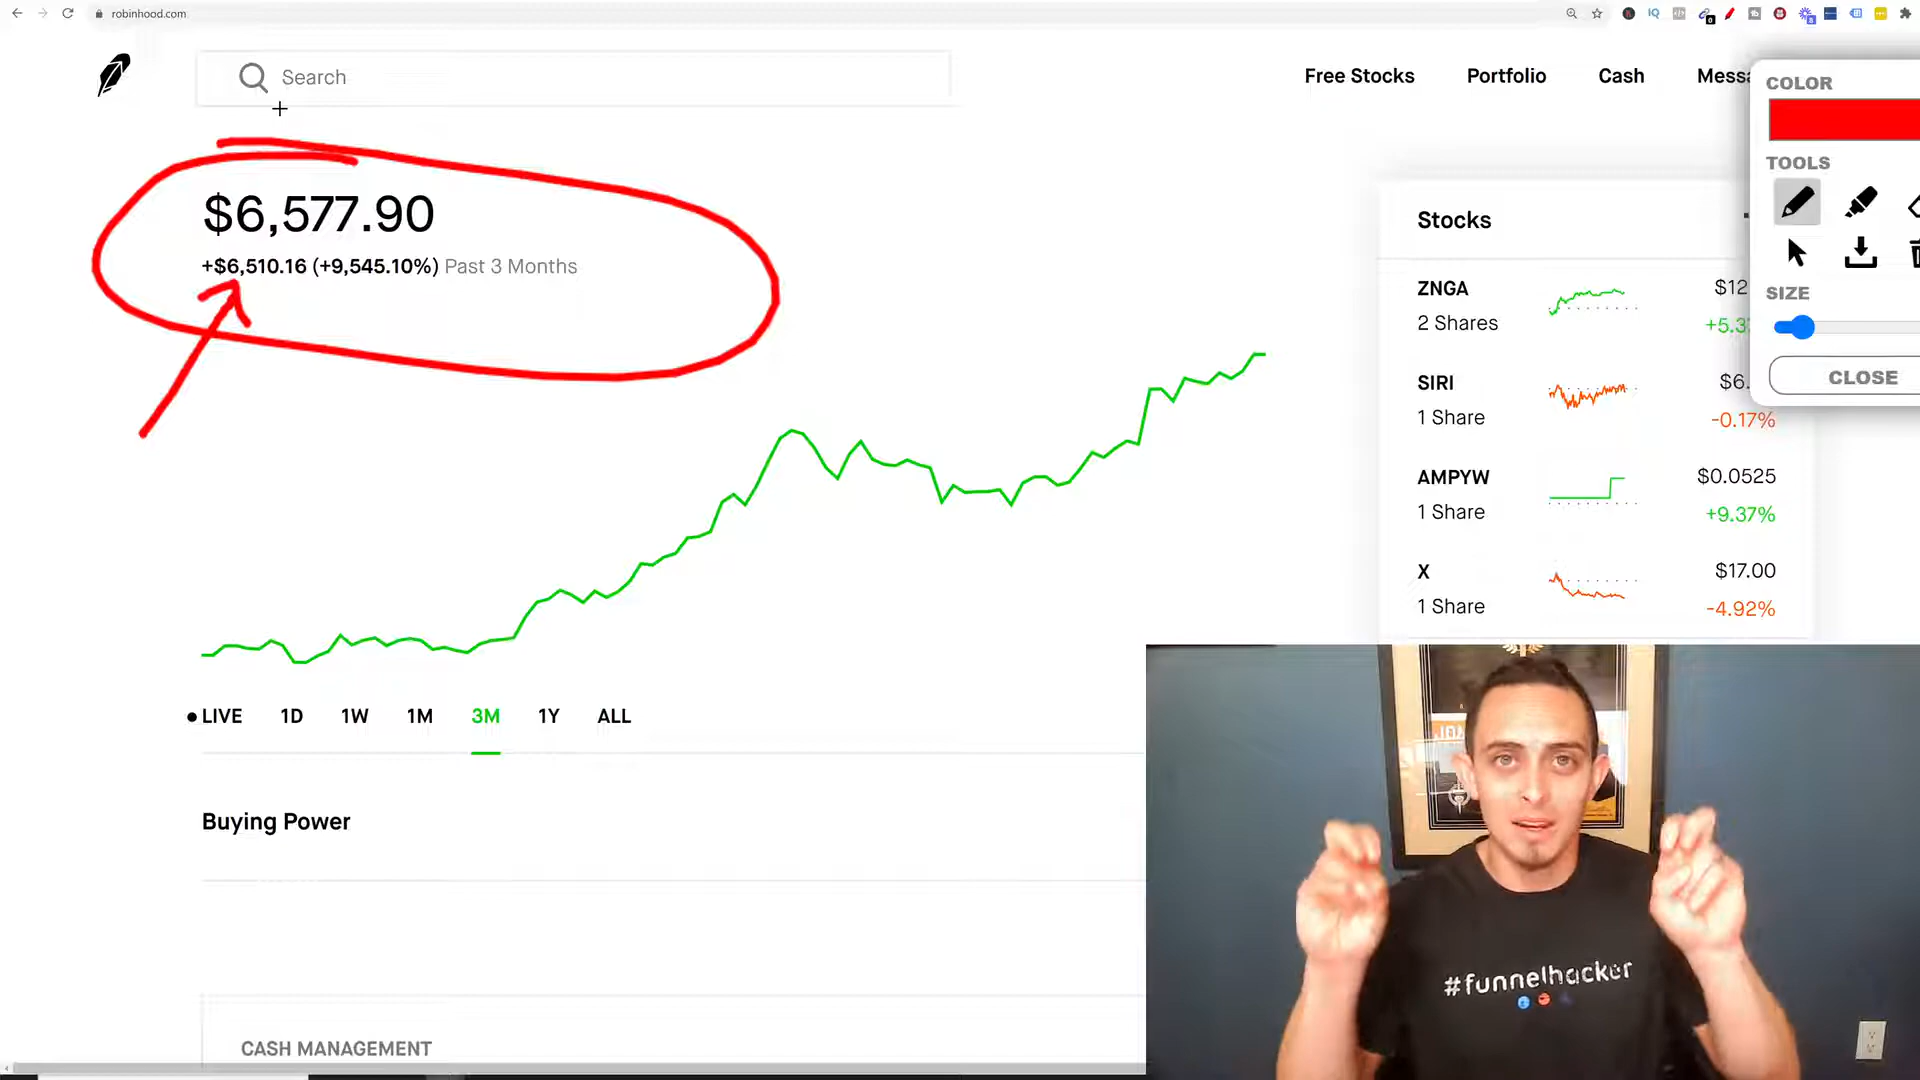 robinhood.com
Search
Free Stocks
Portfolio
Cash
COLOR
TOOLS
SIZE
CLOSE
$6,577.90
+$6,510.16 (+9,545.10%) Past 3 Months
Stocks
ZNGA
2 Shares
SIRI
1 Share
-0.17%
AMPYW
$0.0525
1 Share
+9.37%
X
$17.00
1 Share
-4.92%
LIVE
1D
1W
1M
3M
1Y
ALL
Buying Power
CASH MANAGEMENT
#funnelhacker